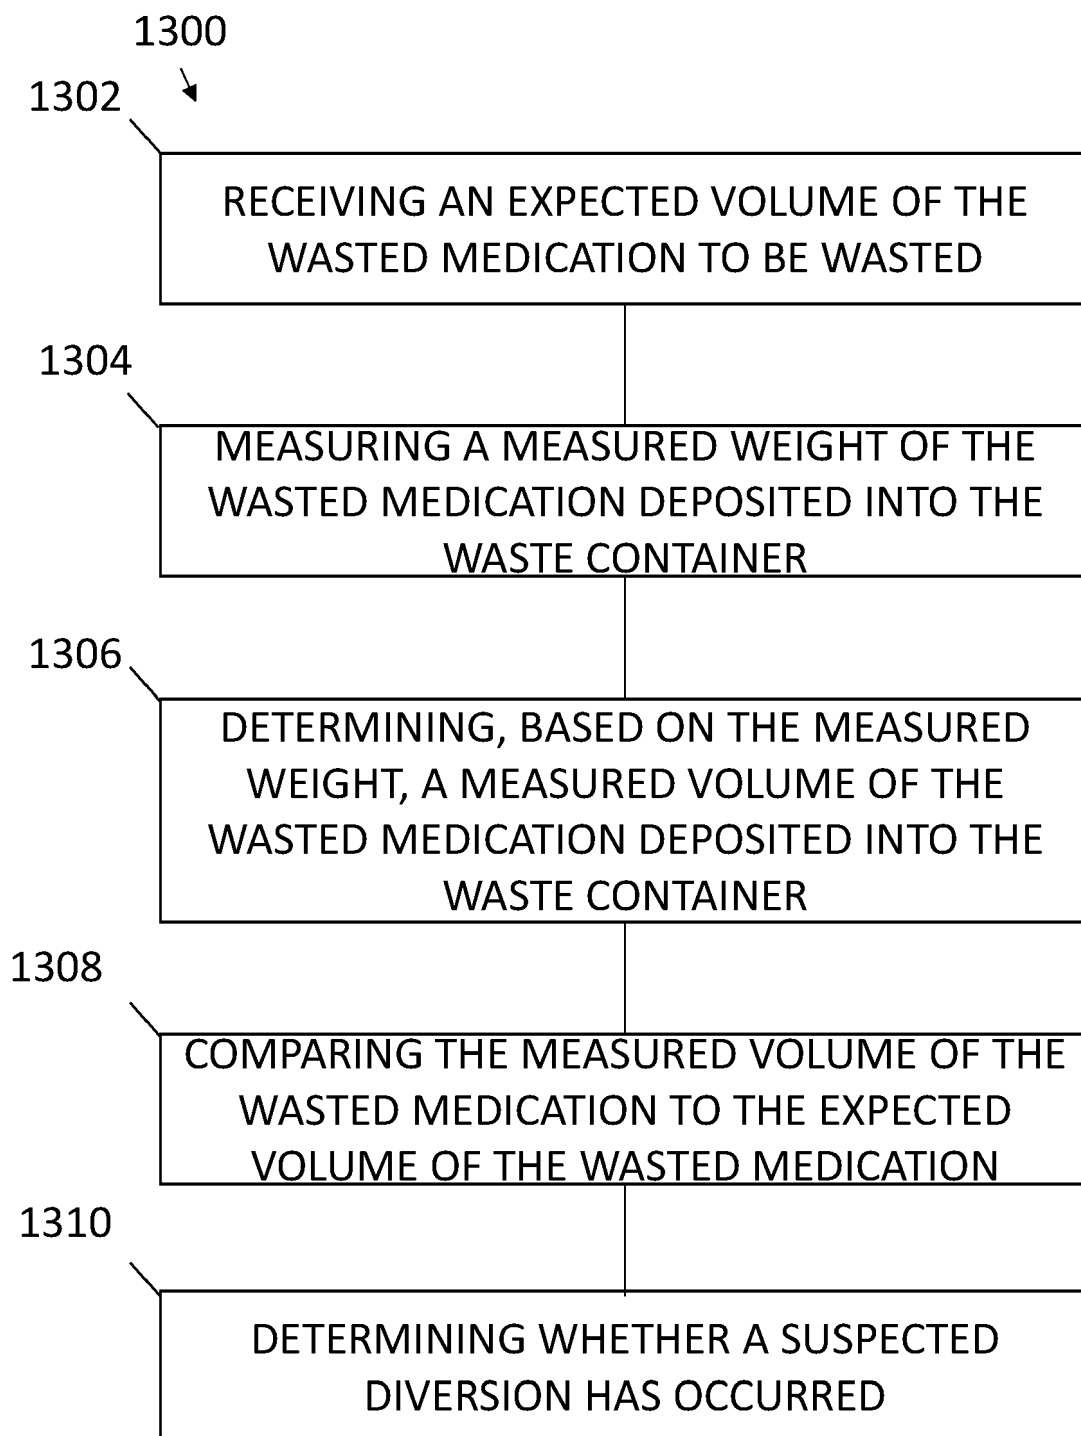 1300
1302
RECEIVING AN EXPECTED VOLUME OF THE
WASTED MEDICATION TO BE WASTED
1304
MEASURING A MEASURED WEIGHT OF THE
WASTED MEDICATION DEPOSITED INTO THE
WASTE CONTAINER
1306
DETERMINING, BASED ON THE MEASURED
WEIGHT, A MEASURED VOLUME OF THE
WASTED MEDICATION DEPOSITED INTO THE
WASTE CONTAINER
1308
COMPARING THE MEASURED VOLUME OF THE
WASTED MEDICATION TO THE EXPECTED
VOLUME OF THE WASTED MEDICATION
1310
DETERMINING WHETHER A SUSPECTED
DIVERSION HAS OCCURRED